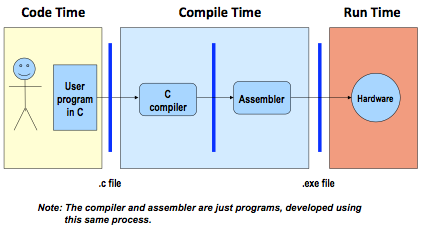 Code Time
Compile Time
Run Time
User
program
in C
C
compiler
Assembler
Hardware
.c file
.exe file
Note: The compiler and assembler are just programs, developed using
this same process.